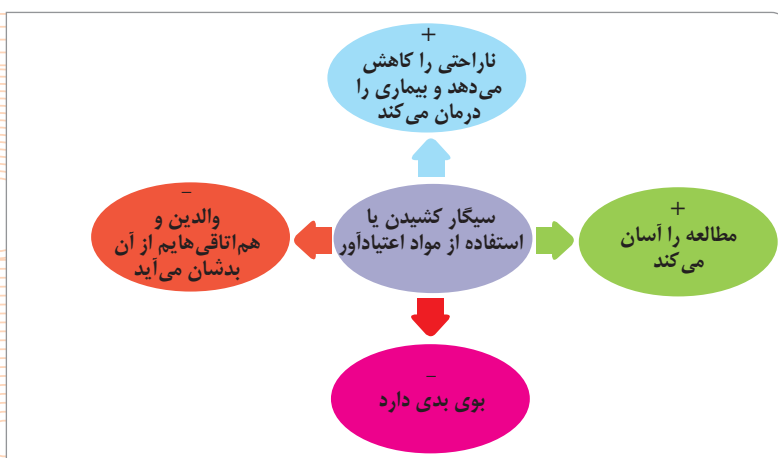 +
ناراحتی را کاهش
می‌دهد و بیماری را
درمان می‌کند
+
مطالعه را آسان
می‌کند
سیگار کشیدن یا
استفاده از مواد اعتیادآور
−
والدین و
هم‌اتاقی‌هایم از آن
بدشان می‌آید
−
بوی بدی دارد